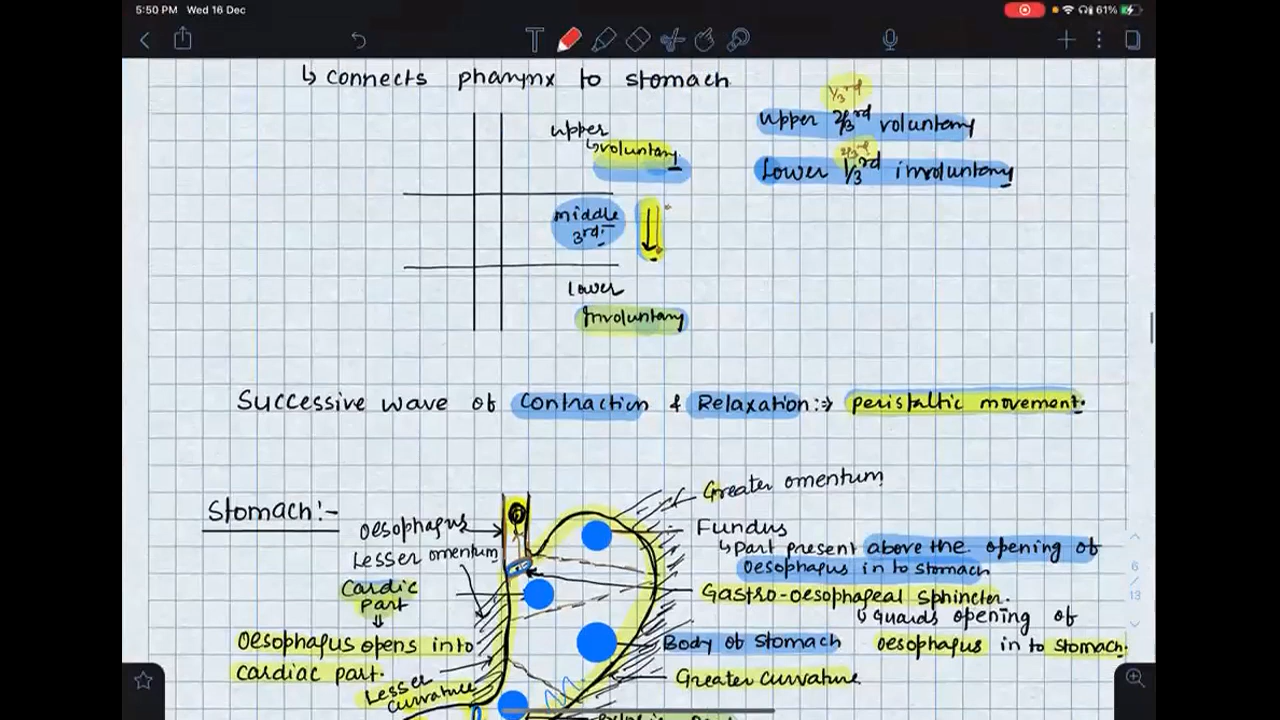 5:50 PM Wed 16 Dec
61%
↳ Connects pharynx to stomach
upper
↳voluntary
middle
3rd.
lower
Involuntary
1/3rd
Upper 2/3rd voluntary
2/3rd
Lower 1/3rd involuntary
Successive wave of Contraction & Relaxation:→ peristaltic movement.
Stomach:-
Oesophagus
Lesser omentum
Cardic
part
⇓
Oesophagus opens into
cardiac part.
Lesser
curvature
Greater omentum
Fundus
↳Part present above the opening of
Oesophagus in to stomach
Gastro-oesophageal Sphincter.
↳ Guards opening of
oesophagus in to stomach.
Body of stomach
Greater curvature
6
/
13